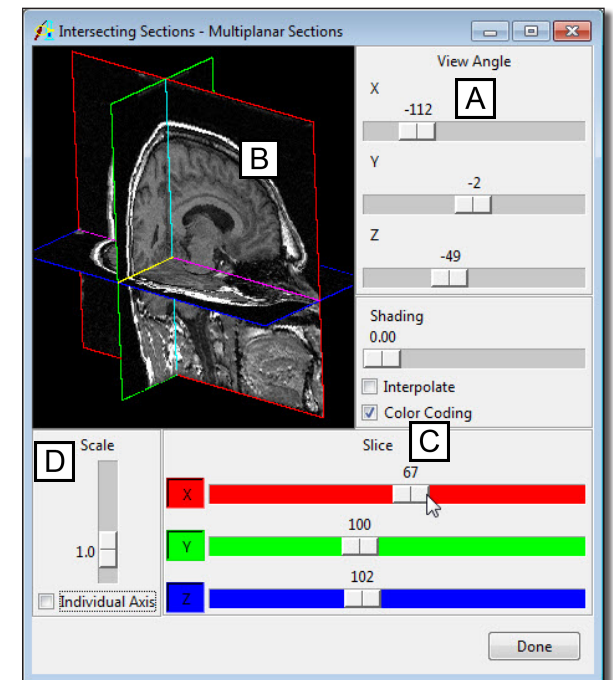 Intersecting Sections - Multiplanar Sections
View Angle
A
X
-112
B
Y
-2
Z
-49
Shading
0.00
Interpolate
Color Coding
C
D
Scale
1.0
Individual Axis
Slice
67
X
100
Y
102
Z
Done